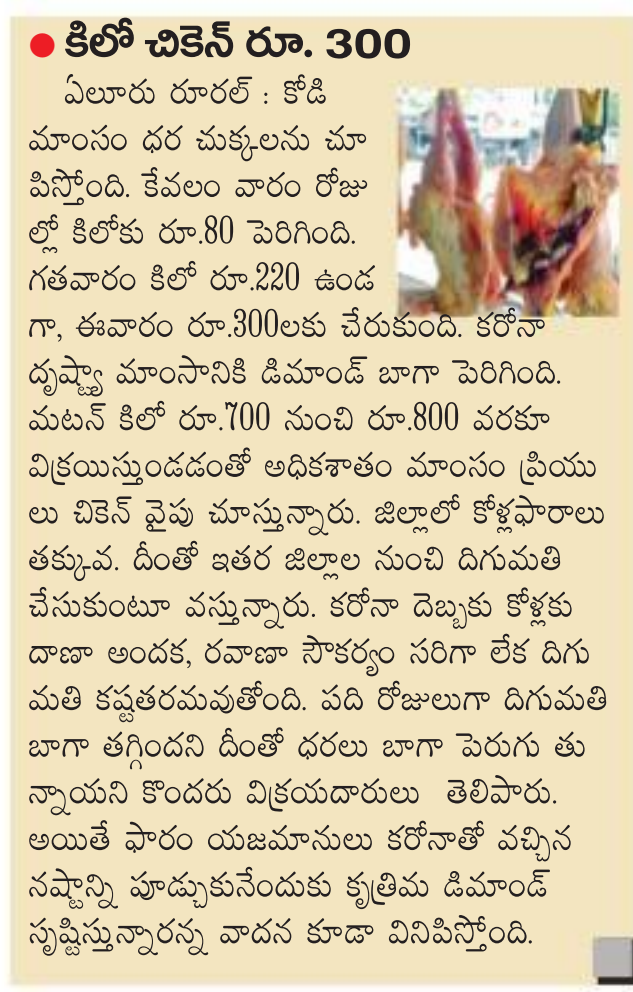 ● కిలో చికెన్ రూ. 300
ఏలూరు రూరల్ : కోడి
మాంసం ధర చుక్కలను చూ
పిస్తోంది. కేవలం వారం రోజు
ల్లో కిలోకు రూ.80 పెరిగింది.
గతవారం కిలో రూ.220 ఉండ
గా, ఈవారం రూ.300లకు చేరుకుంది. కరోనా
దృష్ట్యా మాంసానికి డిమాండ్ బాగా పెరిగింది.
మటన్ కిలో రూ.700 నుంచి రూ.800 వరకూ
విక్రయిస్తుండడంతో అధికశాతం మాంసం ప్రియు
లు చికెన్ వైపు చూస్తున్నారు. జిల్లాలో కోళ్లఫారాలు
తక్కువ. దీంతో ఇతర జిల్లాల నుంచి దిగుమతి
చేసుకుంటూ వస్తున్నారు. కరోనా దెబ్బకు కోళ్లకు
దాణా అందక, రవాణా సౌకర్యం సరిగా లేక దిగు
మతి కష్టతరమవుతోంది. పది రోజులుగా దిగుమతి
బాగా తగ్గిందని దీంతో ధరలు బాగా పెరుగు తు
న్నాయని కొందరు విక్రయదారులు తెలిపారు.
అయితే ఫారం యజమానులు కరోనాతో వచ్చిన
నష్టాన్ని పూడ్చుకునేందుకు కృత్రిమ డిమాండ్
సృష్టిస్తున్నారన్న వాదన కూడా వినిపిస్తోంది.